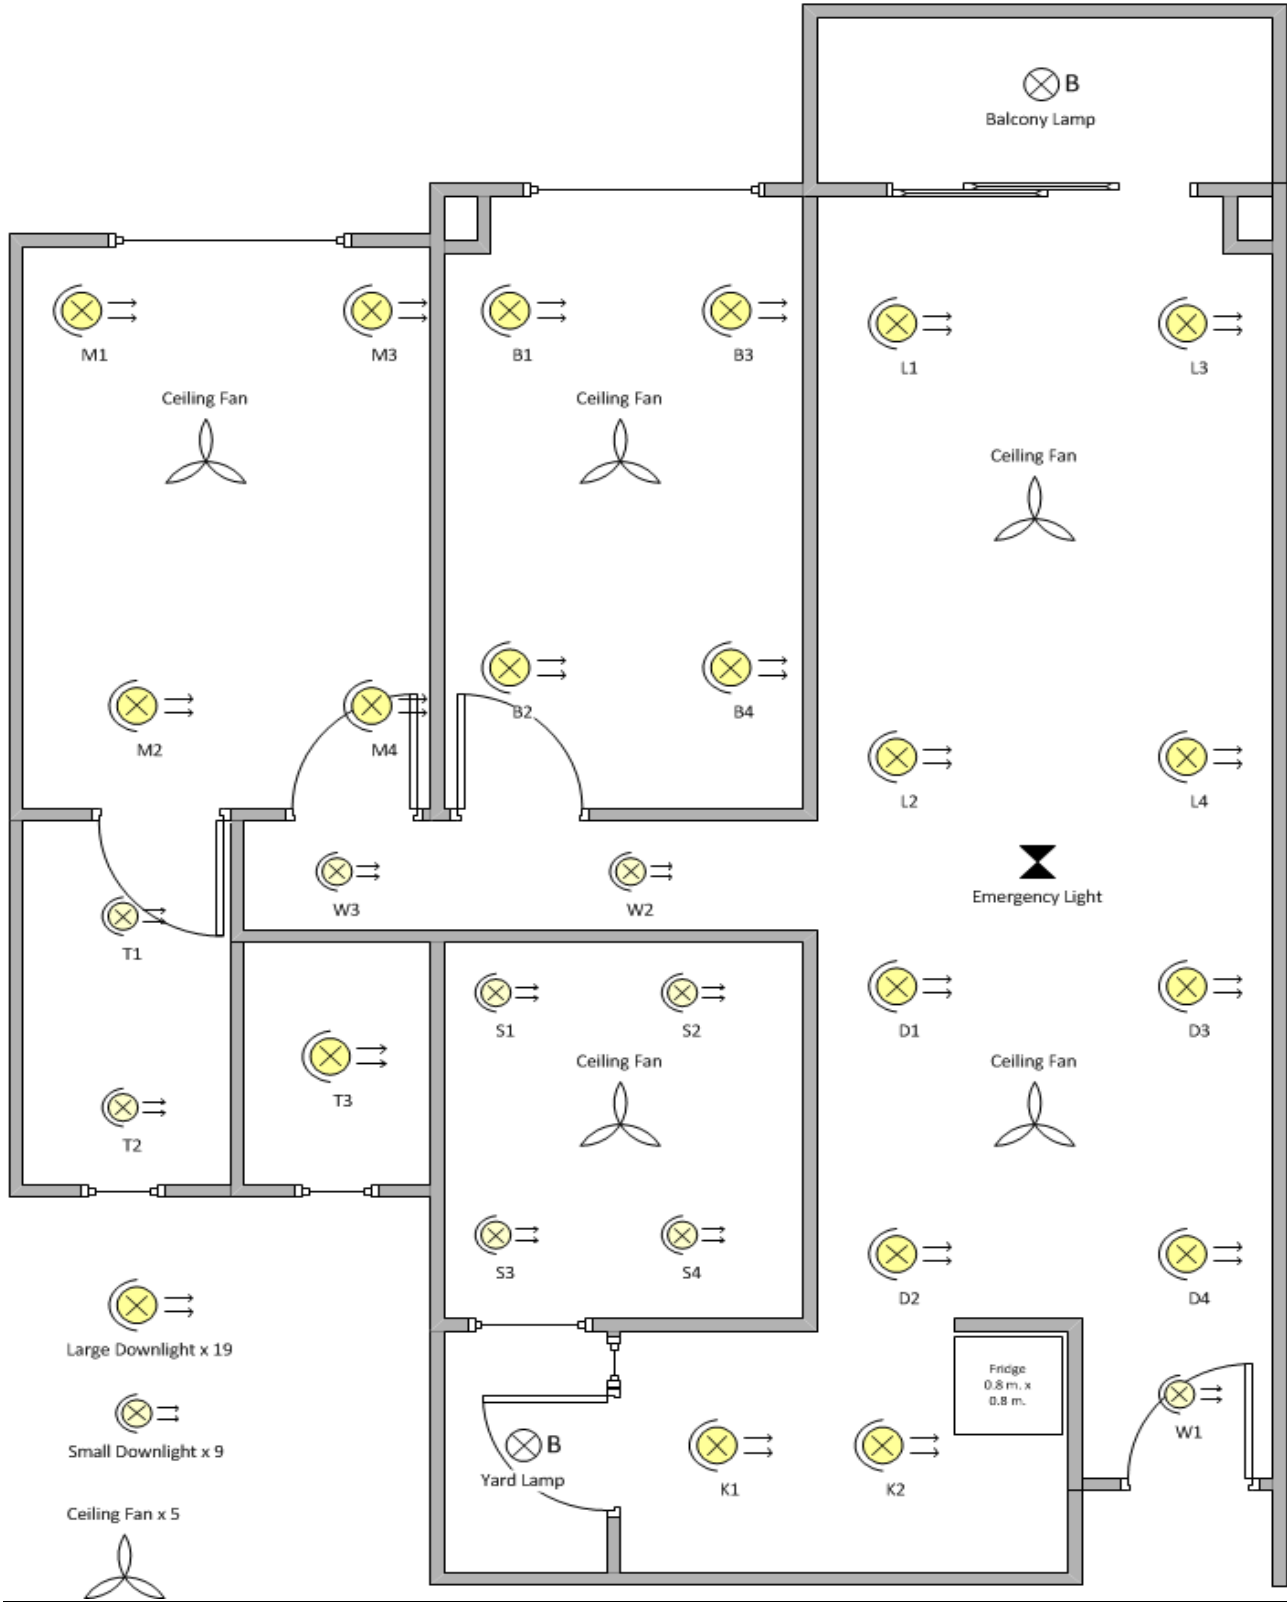 B
Balcony Lamp
M1
M3
B1
B3
L1
L3
Ceiling Fan
Ceiling Fan
Ceiling Fan
M2
M4
B2
B4
L2
L4
W3
W2
Emergency Light
T1
S1
S2
D1
D3
Ceiling Fan
Ceiling Fan
T3
T2
S3
S4
D2
D4
Large Downlight x 19
Fridge
0.8 m. x
0.8 m.
Small Downlight x 9
W1
B
Yard Lamp
K1
K2
Ceiling Fan x 5